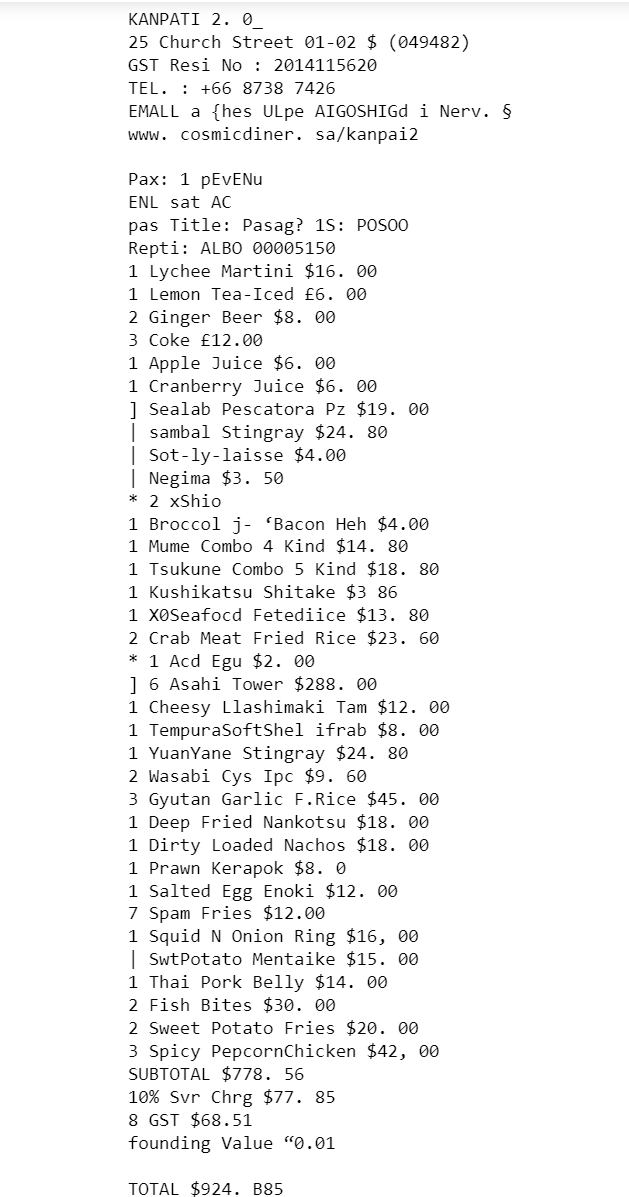 KANPATI 2. 0_
25 Church Street 01-02 $ (049482)
GST Resi No : 2014115620
TEL. : +66 8738 7426
EMALL a {hes ULpe AIGOSHIGd i Nerv. §
www. cosmicdiner. sa/kanpai2
Pax: 1 pEvENu
ENL sat AC
pas Title: Pasag? 1S: POSOO
Repti: ALBO 00005150
1 Lychee Martini $16. 00
1 Lemon Tea-Iced £6. 00
2 Ginger Beer $8. 00
3 Coke £12.00
1 Apple Juice $6. 00
1 Cranberry Juice $6. 00
] Sealab Pescatora Pz $19. 00
| sambal Stingray $24. 80
| Sot-ly-laisse $4.00
| Negima $3. 50
* 2 xShio
1 Broccol j- ‘Bacon Heh $4.00
1 Mume Combo 4 Kind $14. 80
1 Tsukune Combo 5 Kind $18. 80
1 Kushikatsu Shitake $3 86
1 X0Seafocd Fetediice $13. 80
2 Crab Meat Fried Rice $23. 60
* 1 Acd Egu $2. 00
] 6 Asahi Tower $288. 00
1 Cheesy Llashimaki Tam $12. 00
1 TempuraSoftShel ifrab $8. 00
1 YuanYane Stingray $24. 80
2 Wasabi Cys Ipc $9. 60
3 Gyutan Garlic F.Rice $45. 00
1 Deep Fried Nankotsu $18. 00
1 Dirty Loaded Nachos $18. 00
1 Prawn Kerapok $8. 0
1 Salted Egg Enoki $12. 00
7 Spam Fries $12.00
1 Squid N Onion Ring $16, 00
| SwtPotato Mentaike $15. 00
1 Thai Pork Belly $14. 00
2 Fish Bites $30. 00
2 Sweet Potato Fries $20. 00
3 Spicy PepcornChicken $42, 00
SUBTOTAL $778. 56
10% Svr Chrg $77. 85
8 GST $68.51
founding Value “0.01
TOTAL $924. B85